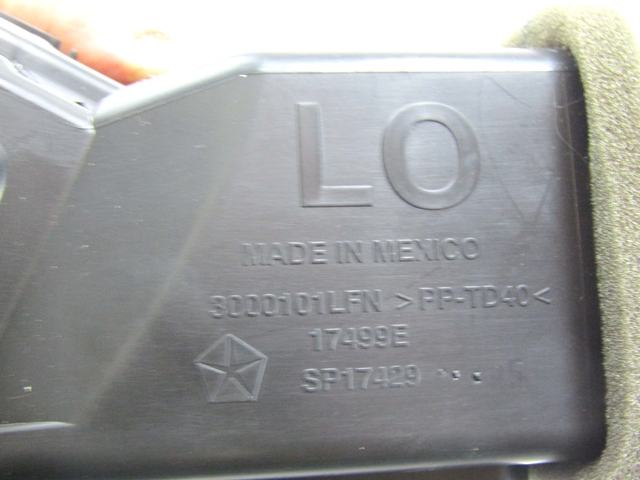 LO
MADE IN MEXICO
3000101LFN >PP-TD40<
17499E
SP17429